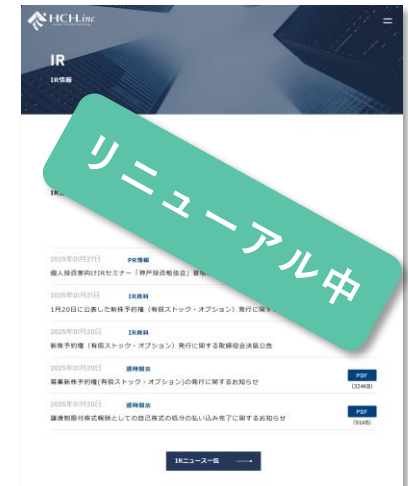 HCH.inc
IR
IR情報
リニューアル中
2025年01月27日 PR情報
個人投資家向けIRセミナー「神戸投資勉強会」登
2025年01月21日 IR資料
1月20日に公表した新株予約権（有償ストック・オプション）発行に関す
2025年01月20日 IR資料
新株予約権（有償ストック・オプション）発行に関する取締役会決議公告
2025年01月20日 適時開示
募集新株予約権(有償ストック・オプション)の発行に関するお知らせ
PDF
(324KB)
2025年01月20日 適時開示
譲渡制限付株式報酬としての自己株式の処分の払い込み完了に関するお知らせ
PDF
(91KB)
IRニュース一覧